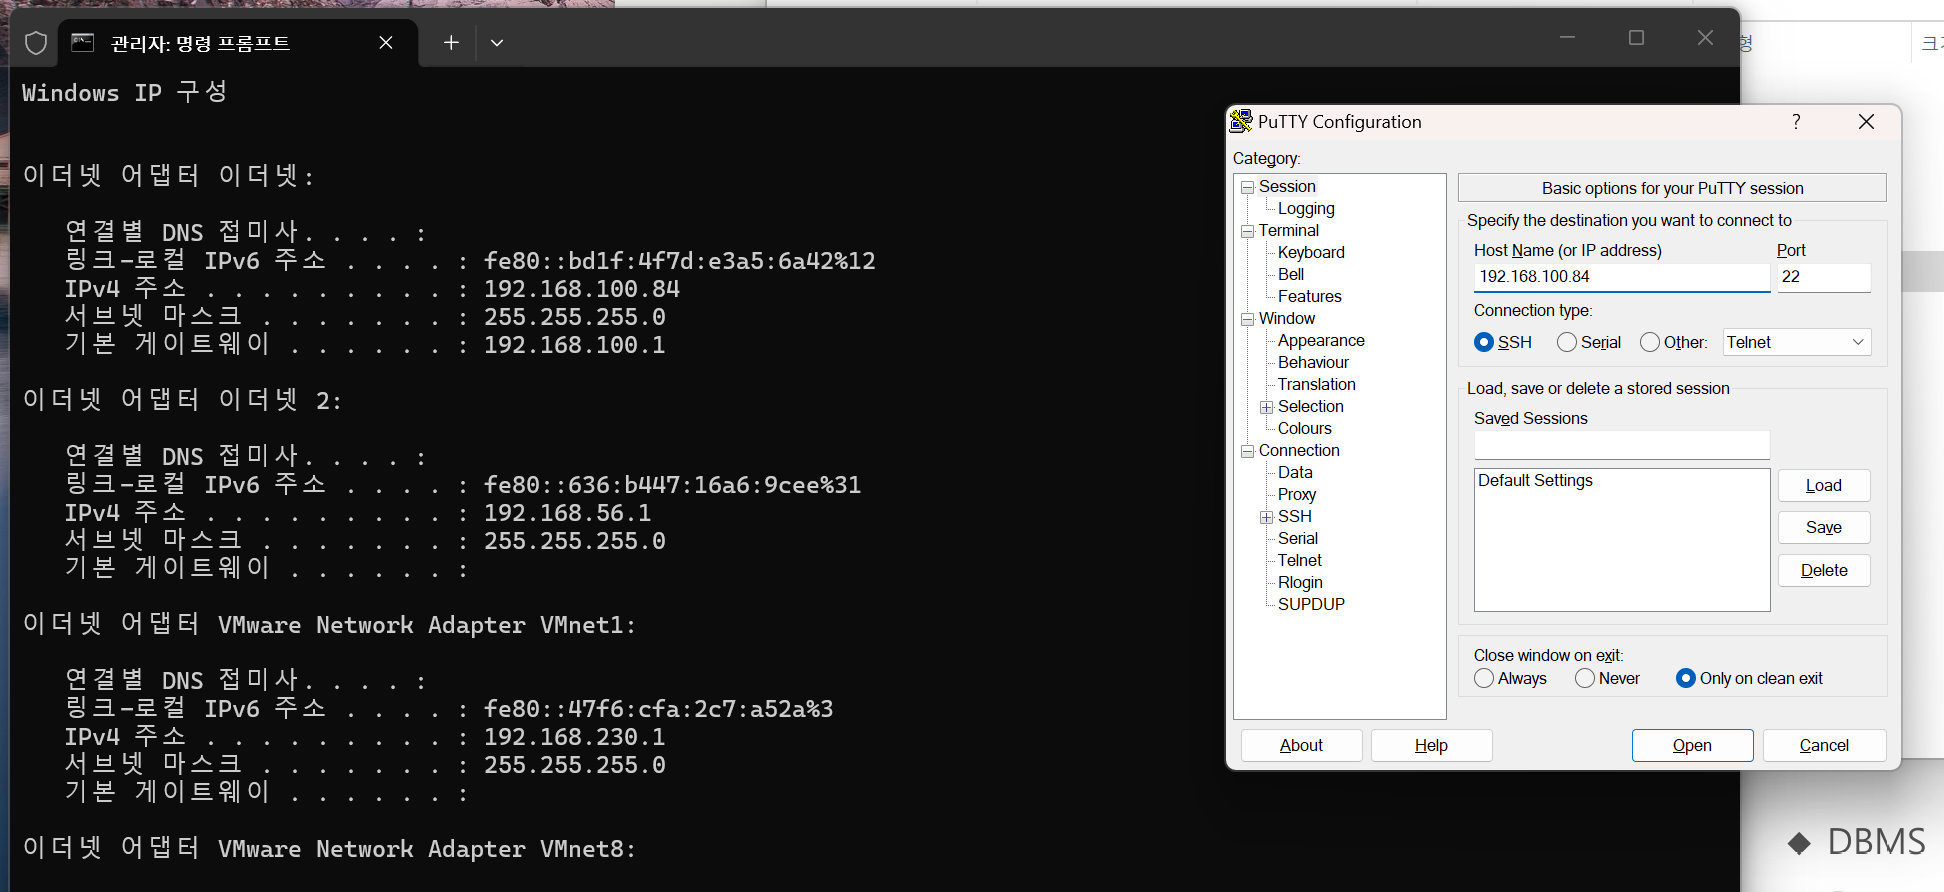 관리자: 명령 프롬프트
Windows IP 구성
이더넷 어댑터 이더넷:
연결별 DNS 접미사. . . . :
링크-로컬 IPv6 주소 . . . . : fe80::bd1f:4f7d:e3a5:6a42%12
IPv4 주소 . . . . . . . . . : 192.168.100.84
서브넷 마스크 . . . . . . . : 255.255.255.0
기본 게이트웨이 . . . . . . : 192.168.100.1
이더넷 어댑터 이더넷 2:
연결별 DNS 접미사. . . . :
링크-로컬 IPv6 주소 . . . . : fe80::636:b447:16a6:9cee%31
IPv4 주소 . . . . . . . . . : 192.168.56.1
서브넷 마스크 . . . . . . . : 255.255.255.0
기본 게이트웨이 . . . . . . :
이더넷 어댑터 VMware Network Adapter VMnet1:
연결별 DNS 접미사. . . . :
링크-로컬 IPv6 주소 . . . . : fe80::47f6:cfa:2c7:a52a%3
IPv4 주소 . . . . . . . . . : 192.168.230.1
서브넷 마스크 . . . . . . . : 255.255.255.0
기본 게이트웨이 . . . . . . :
이더넷 어댑터 VMware Network Adapter VMnet8:
PuTTY Configuration
?
Category:
Session
Logging
Terminal
Keyboard
Bell
Features
Window
Appearance
Behaviour
Translation
Selection
Colours
Connection
Data
Proxy
SSH
Serial
Telnet
Rlogin
SUPDUP
Basic options for your PuTTY session
Specify the destination you want to connect to
Host Name (or IP address) Port
192.168.100.84 22
Connection type:
SSH Serial Other: Telnet
Load, save or delete a stored session
Saved Sessions
Default Settings
Load
Save
Delete
Close window on exit:
Always Never Only on clean exit
About Help Open Cancel
형
◆ DBMS